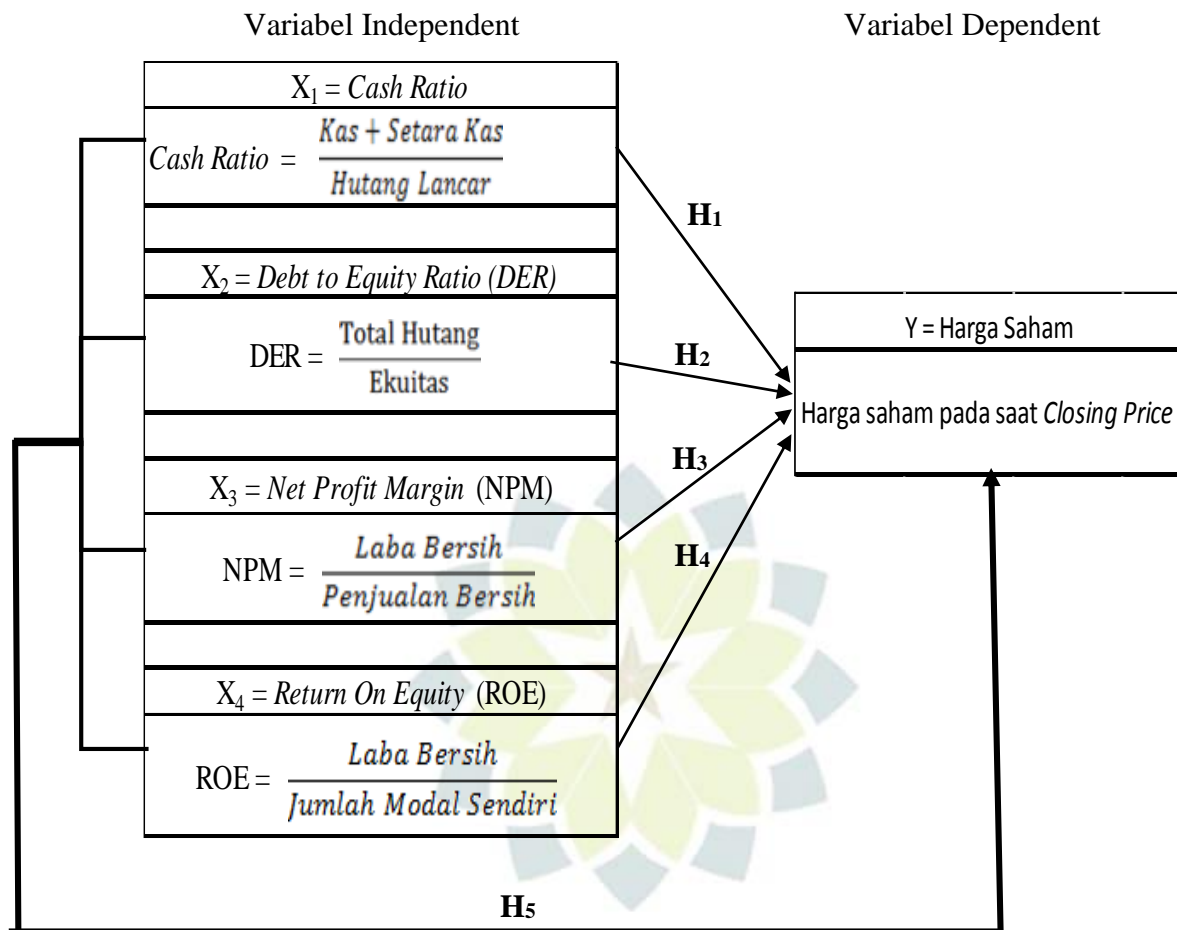 Variabel Independent
Variabel Dependent
X₁ = Cash Ratio
Cash Ratio = Kas + Setara Kas
Hutang Lancar
H₁
X₂ = Debt to Equity Ratio (DER)
DER = Total Hutang
Ekuitas
H₂
Y = Harga Saham
Harga saham pada saat Closing Price
H₃
X₃ = Net Profit Margin (NPM)
NPM = Laba Bersih
Penjualan Bersih
H₄
X₄ = Return On Equity (ROE)
ROE = Laba Bersih
Jumlah Modal Sendiri
H₅